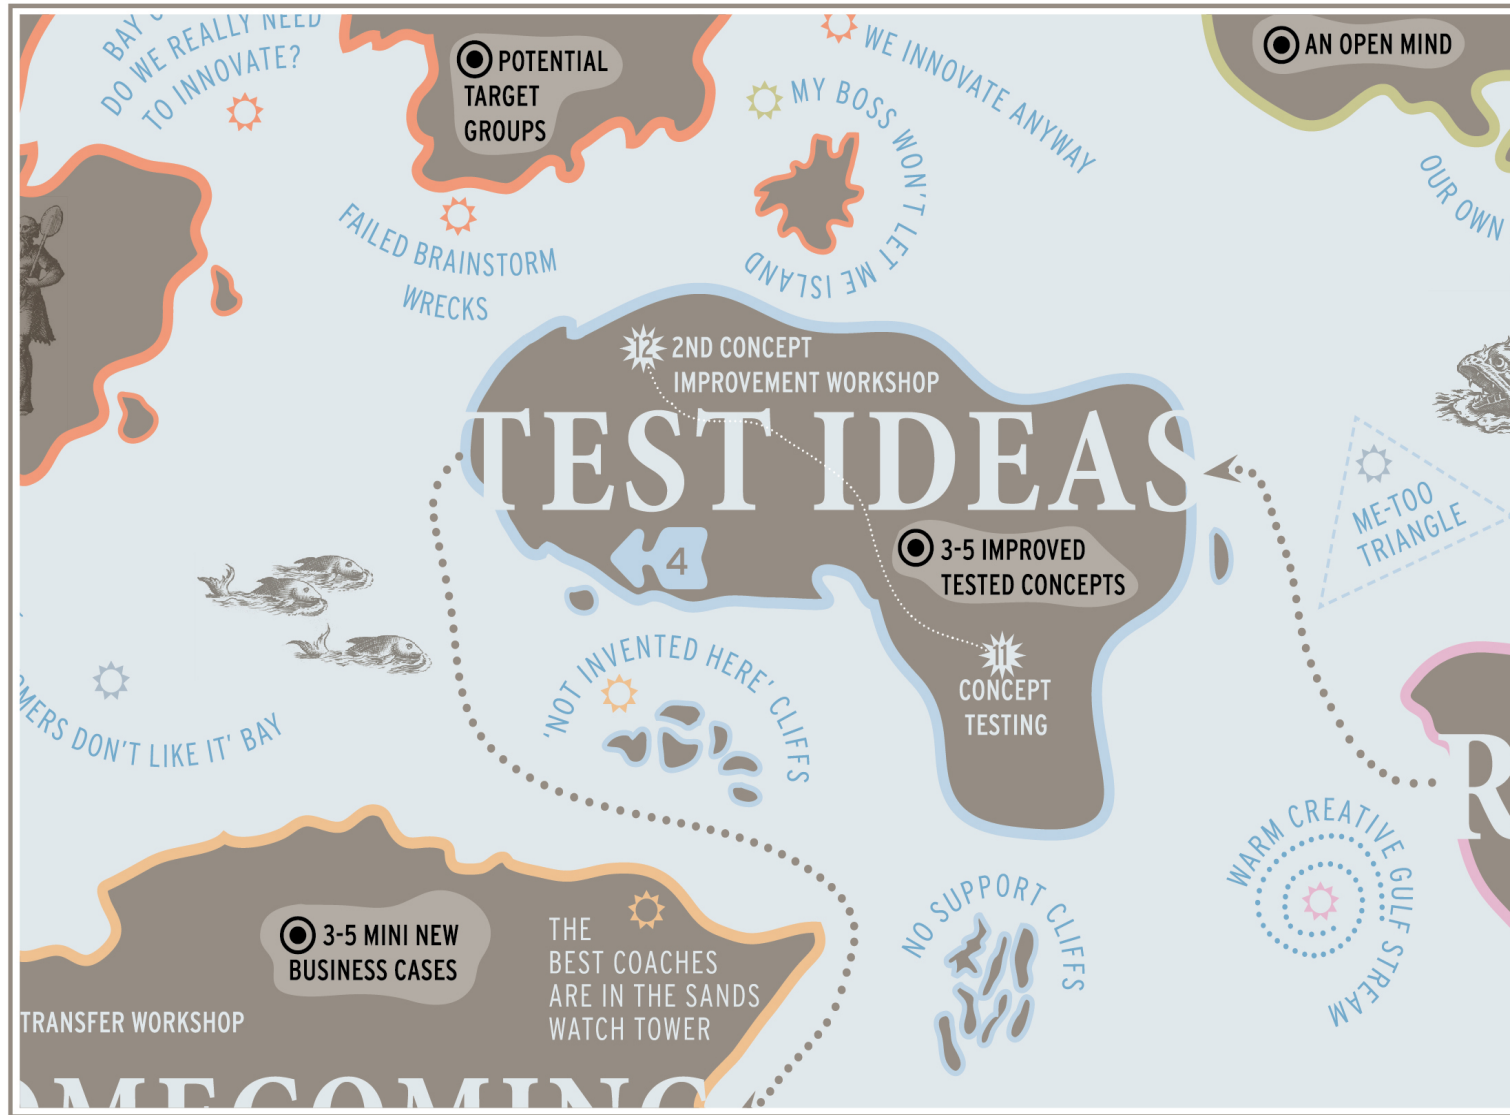 BAY
DO WE REALLY NEED
TO INNOVATE?
POTENTIAL
TARGET
GROUPS
WE INNOVATE ANYWAY
AN OPEN MIND
MY BOSS WON'T LET ME ISLAND
OUR OWN
FAILED BRAINSTORM
WRECKS
12
2ND CONCEPT
IMPROVEMENT WORKSHOP
TEST IDEAS
ME-TOO
TRIANGLE
4
3-5 IMPROVED
TESTED CONCEPTS
11
CONCEPT
TESTING
'NOT INVENTED HERE' CLIFFS
MERS DON'T LIKE IT' BAY
R
WARM CREATIVE GULF STREAM
NO SUPPORT CLIFFS
3-5 MINI NEW
BUSINESS CASES
THE
BEST COACHES
ARE IN THE SANDS
WATCH TOWER
TRANSFER WORKSHOP
OMECOMING